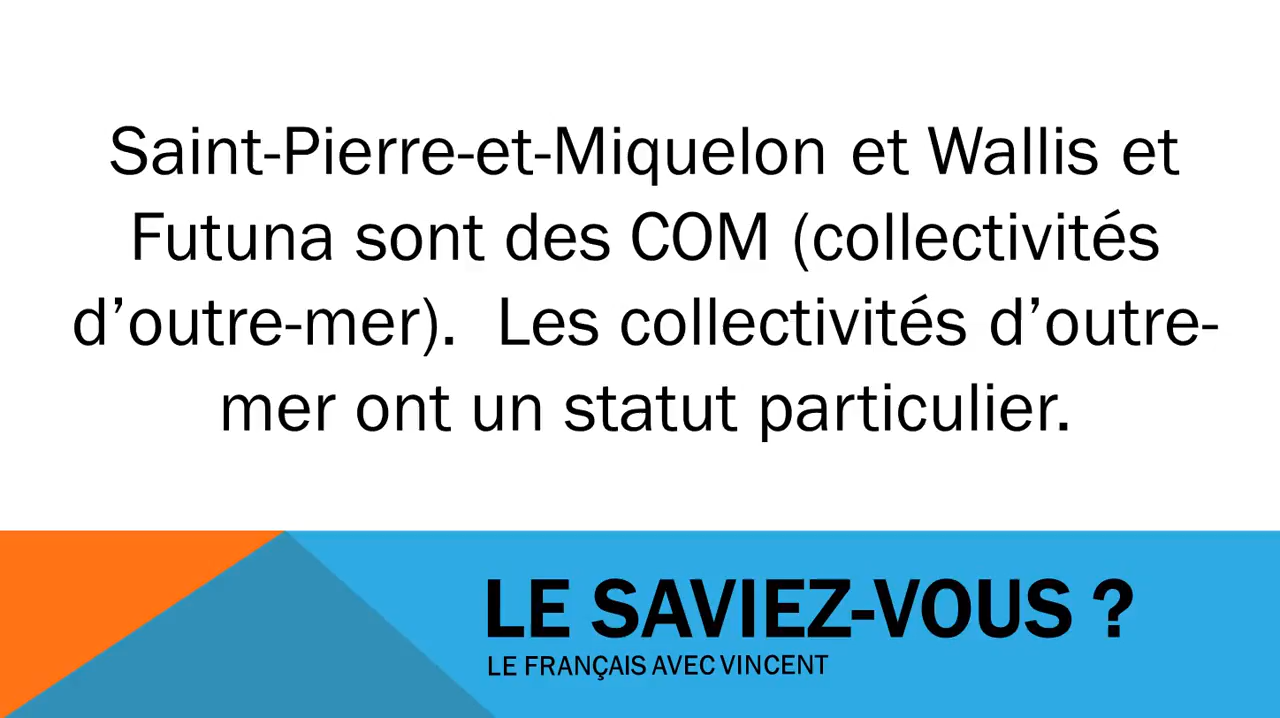 Saint-Pierre-et-Miquelon et Wallis et
Futuna sont des COM (collectivités
d’outre-mer).  Les collectivités d’outre-
mer ont un statut particulier.
LE SAVIEZ-VOUS ?
LE FRANÇAIS AVEC VINCENT